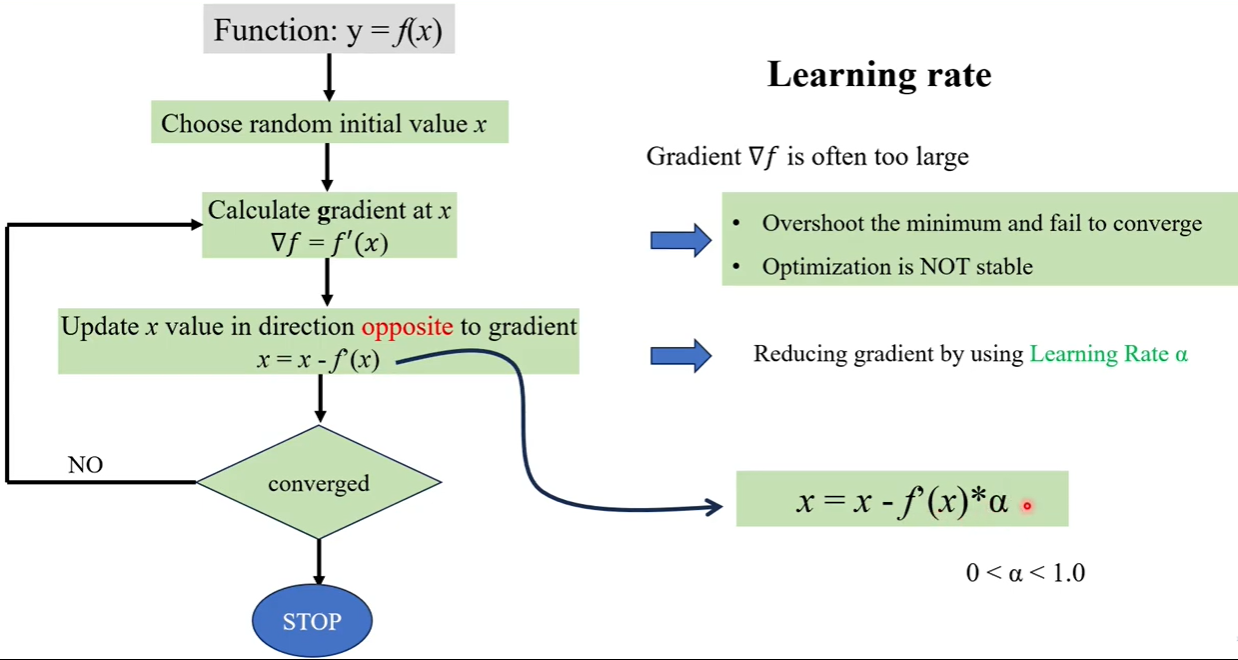 Function: y = f(x)
Choose random initial value x
Calculate gradient at x
∇f = f′(x)
Update x value in direction opposite to gradient
x = x - f’(x)
converged
NO
STOP
Learning rate
Gradient ∇f is often too large
• Overshoot the minimum and fail to converge
• Optimization is NOT stable
Reducing gradient by using Learning Rate α
x = x - f’(x)*α
0 < α < 1.0